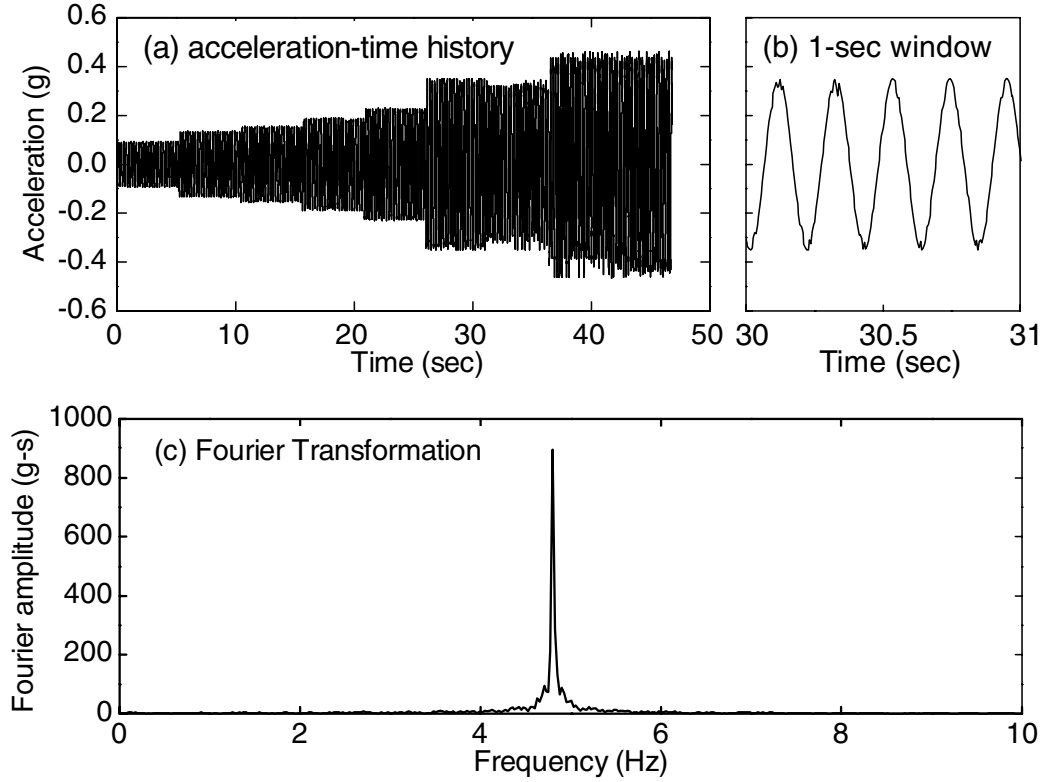 (a) acceleration-time history
Acceleration (g)
0.6
0.4
0.2
0.0
-0.2
-0.4
-0.6
0 10 20 30 40 50
Time (sec)
(b) 1-sec window
30 30.5 31
Time (sec)
(c) Fourier Transformation
Fourier amplitude (g-s)
1000
800
600
400
200
0
0 2 4 6 8 10
Frequency (Hz)